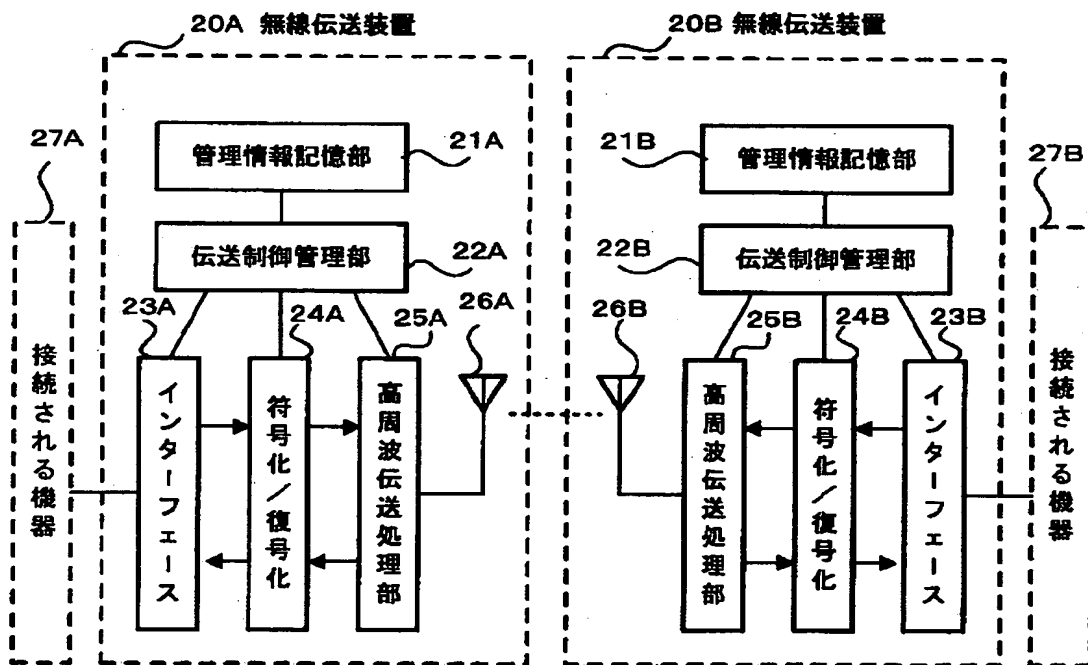 20A 無線伝送装置
20B 無線伝送装置
27A
管理情報記憶部
21A
21B
管理情報記憶部
27B
伝送制御管理部
22A
22B
伝送制御管理部
23A
24A
25A
26A
26B
25B
24B
23B
接続される機器
インターフェース
符号化/復号化
高周波伝送処理部
高周波伝送処理部
符号化/復号化
インターフェース
接続される機器